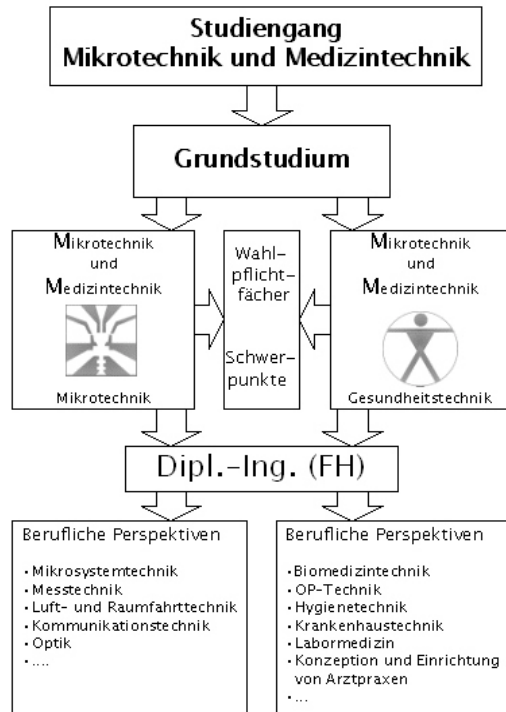 Studiengang
Mikrotechnik und Medizintechnik
Grundstudium
Mikrotechnik
und
Medizintechnik
Mikrotechnik
Wahl-
pflicht-
fächer
Schwer-
punkte
Mikrotechnik
und
Medizintechnik
Gesundheitstechnik
Dipl.-Ing. (FH)
Berufliche Perspektiven
•Mikrosystemtechnik
•Messtechnik
•Luft- und Raumfahrttechnik
•Kommunikationstechnik
•Optik
•....
Berufliche Perspektiven
•Biomedizintechnik
•OP-Technik
•Hygienetechnik
•Krankenhaustechnik
•Labormedizin
•Konzeption und Einrichtung
von Arztpraxen
•...